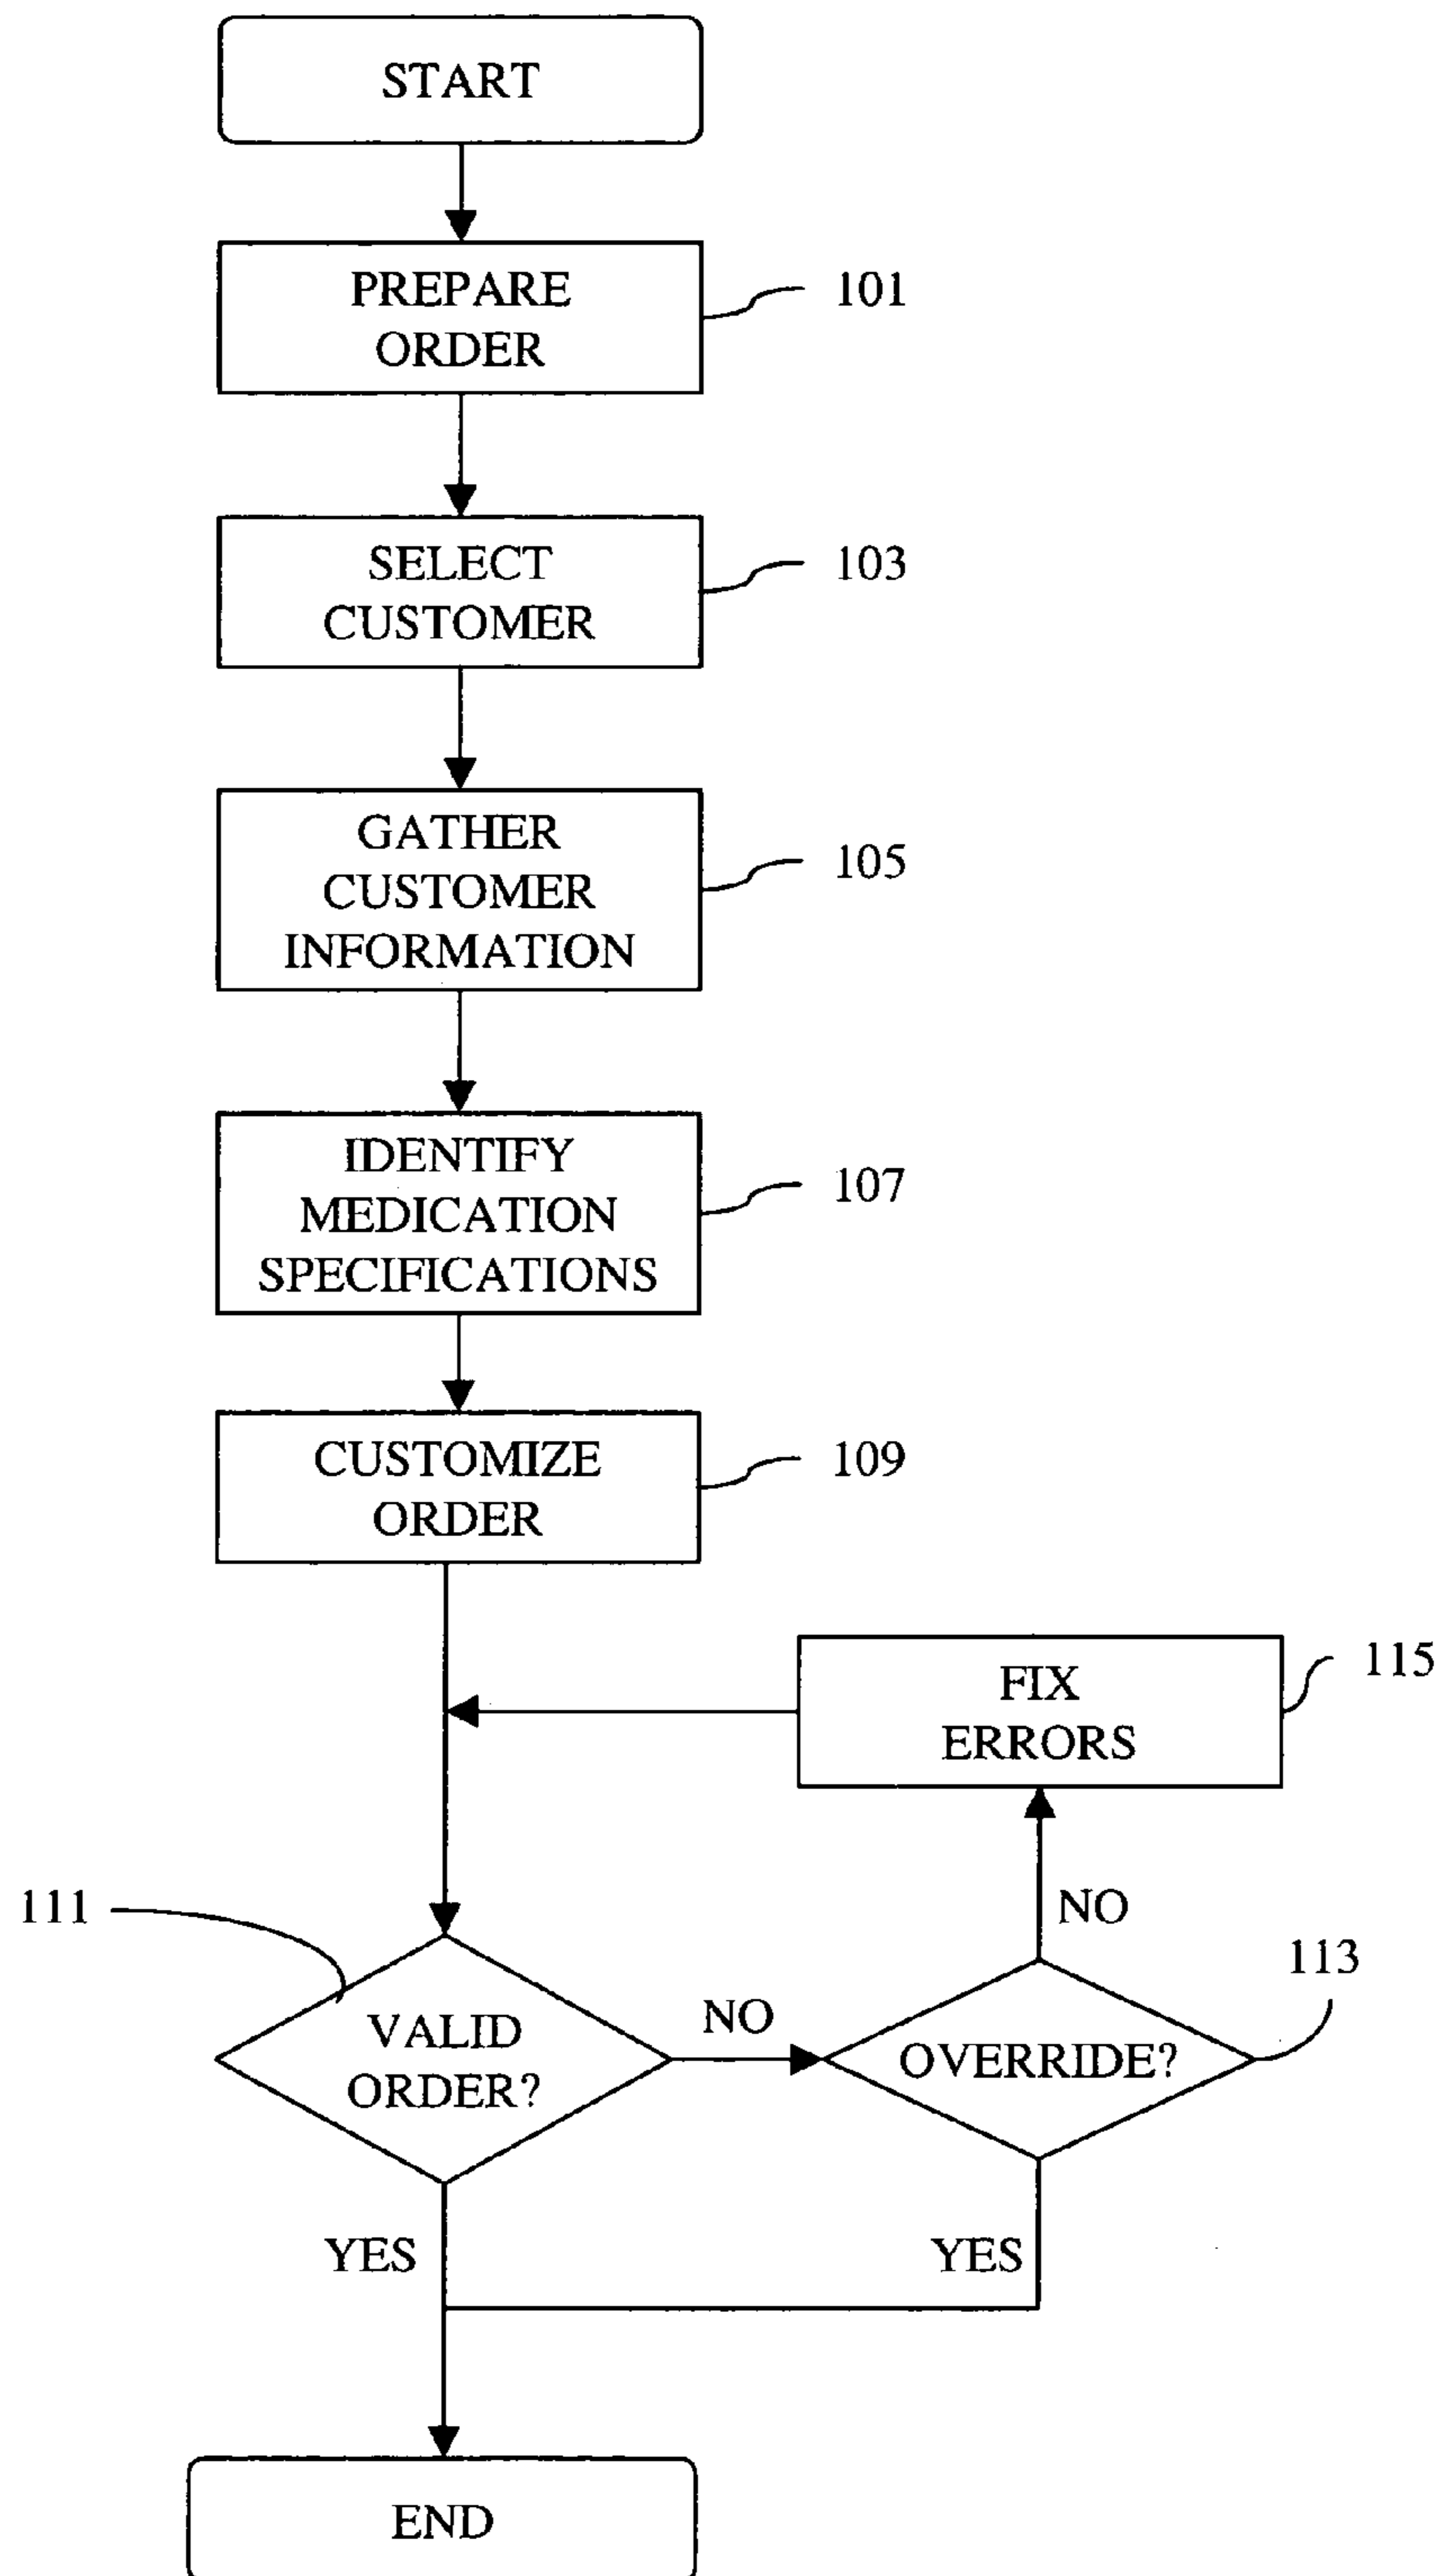 START
PREPARE
ORDER
101
SELECT
CUSTOMER
103
GATHER
CUSTOMER
INFORMATION
105
IDENTIFY
MEDICATION
SPECIFICATIONS
107
CUSTOMIZE
ORDER
109
FIX
ERRORS
115
NO
111
113
VALID
ORDER?
NO
OVERRIDE?
YES
YES
END